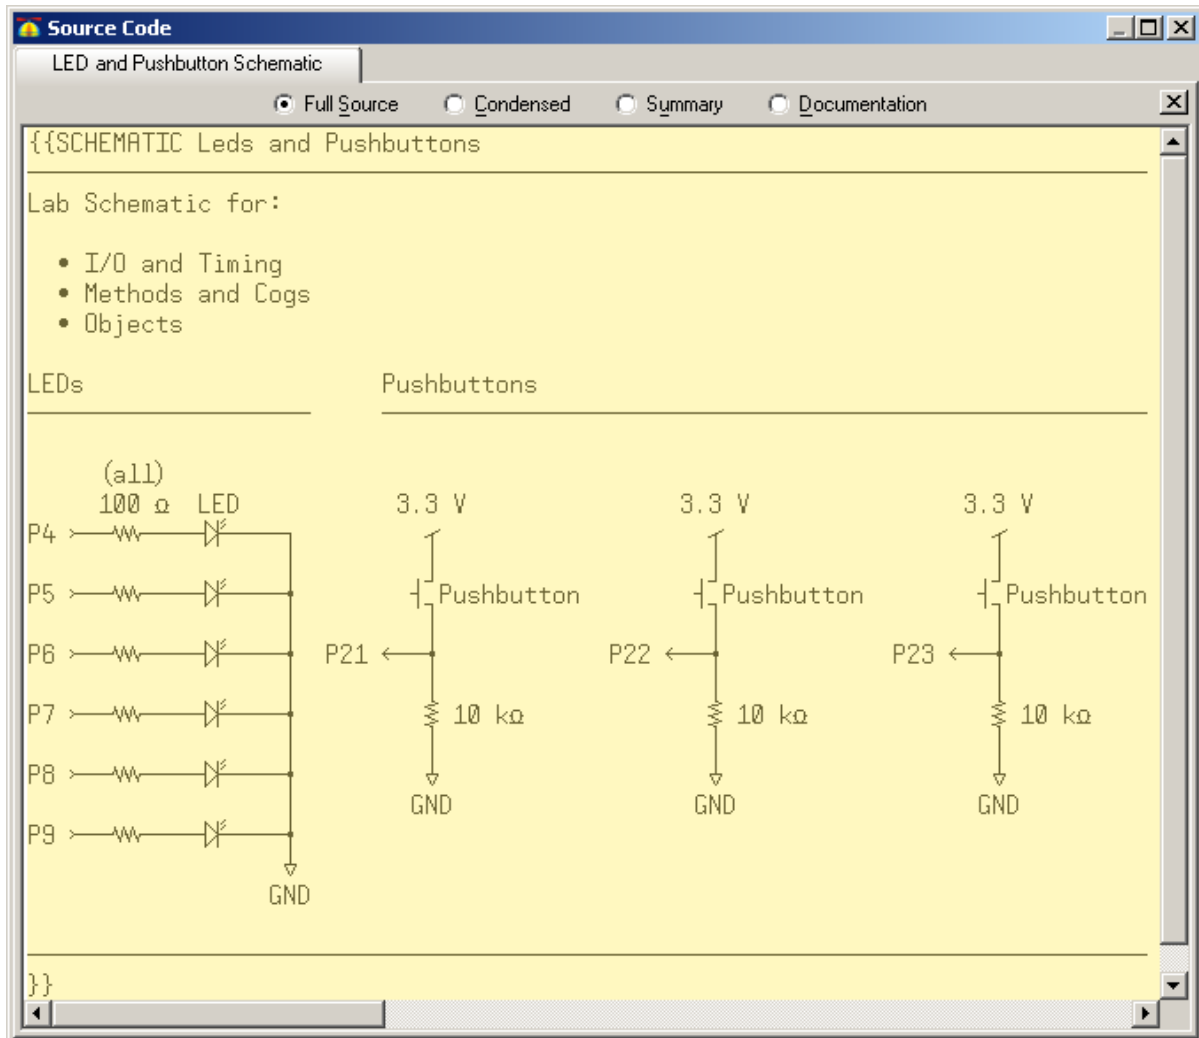 Source Code
LED and Pushbutton Schematic
Full Source Condensed Summary Documentation
{{SCHEMATIC Leds and Pushbuttons
Lab Schematic for:
• I/O and Timing
• Methods and Cogs
• Objects
LEDs Pushbuttons
(all)
100 Ω LED 3.3 V 3.3 V 3.3 V
P4
P5 Pushbutton Pushbutton Pushbutton
P6 P21 P22 P23
P7 10 kΩ 10 kΩ 10 kΩ
P8
GND GND GND
P9
GND
}}